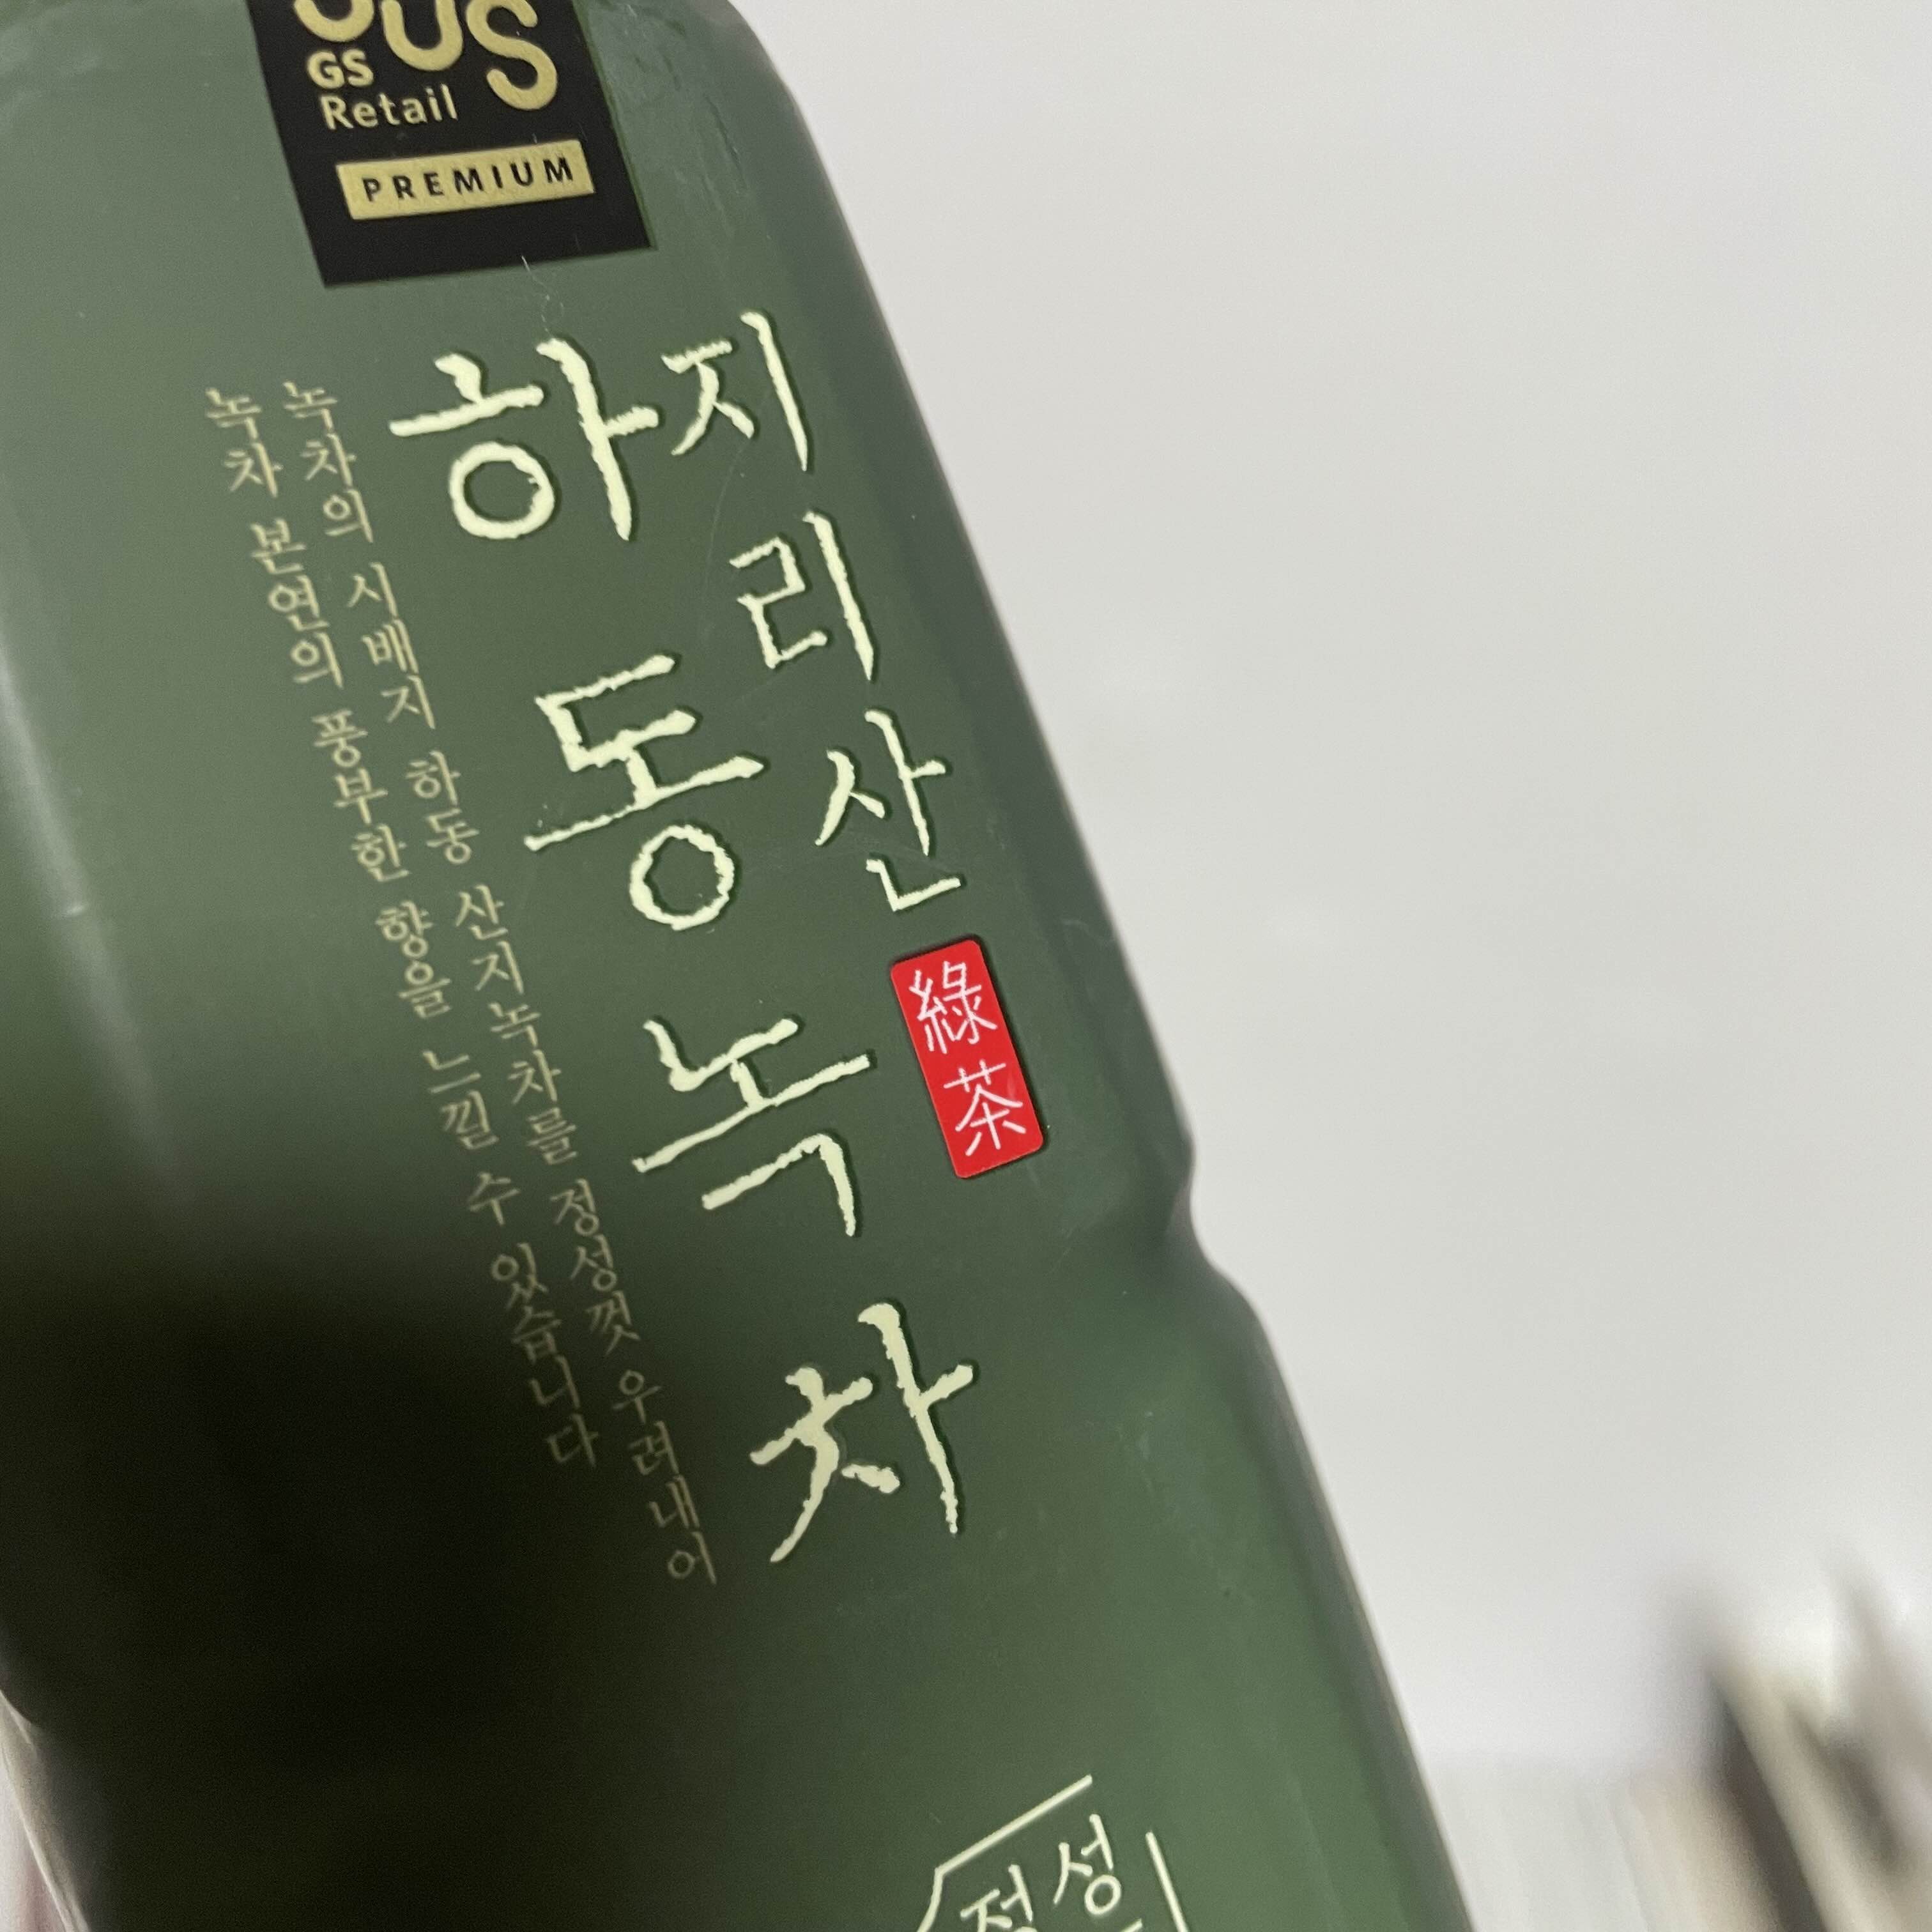 GS
Retail
PREMIUM
지리산
綠茶
하동녹차
녹차의 시배지 하동 산지녹차를 정성껏 우려내어
녹차 본연의 풍부한 향을 느낄 수 있습니다
정성